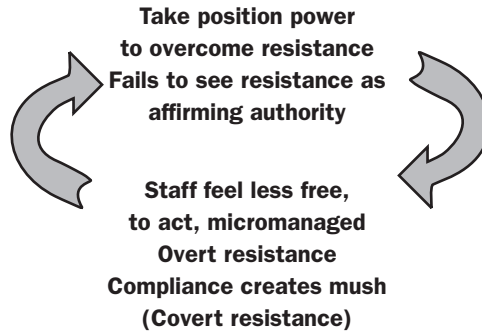 Take position power
to overcome resistance
Fails to see resistance as
affirming authority
Staff feel less free,
to act, micromanaged
Overt resistance
Compliance creates mush
(Covert resistance)